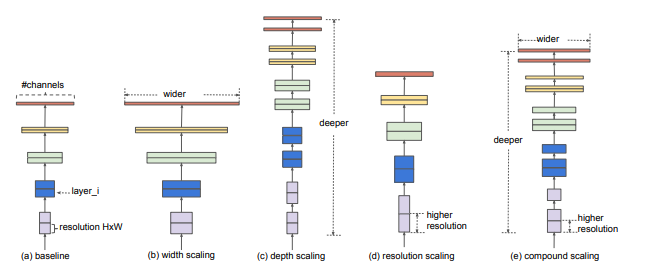 #channels
layer_i
resolution HxW
(a) baseline
wider
(b) width scaling
deeper
(c) depth scaling
higher
resolution
(d) resolution scaling
wider
deeper
higher
resolution
(e) compound scaling